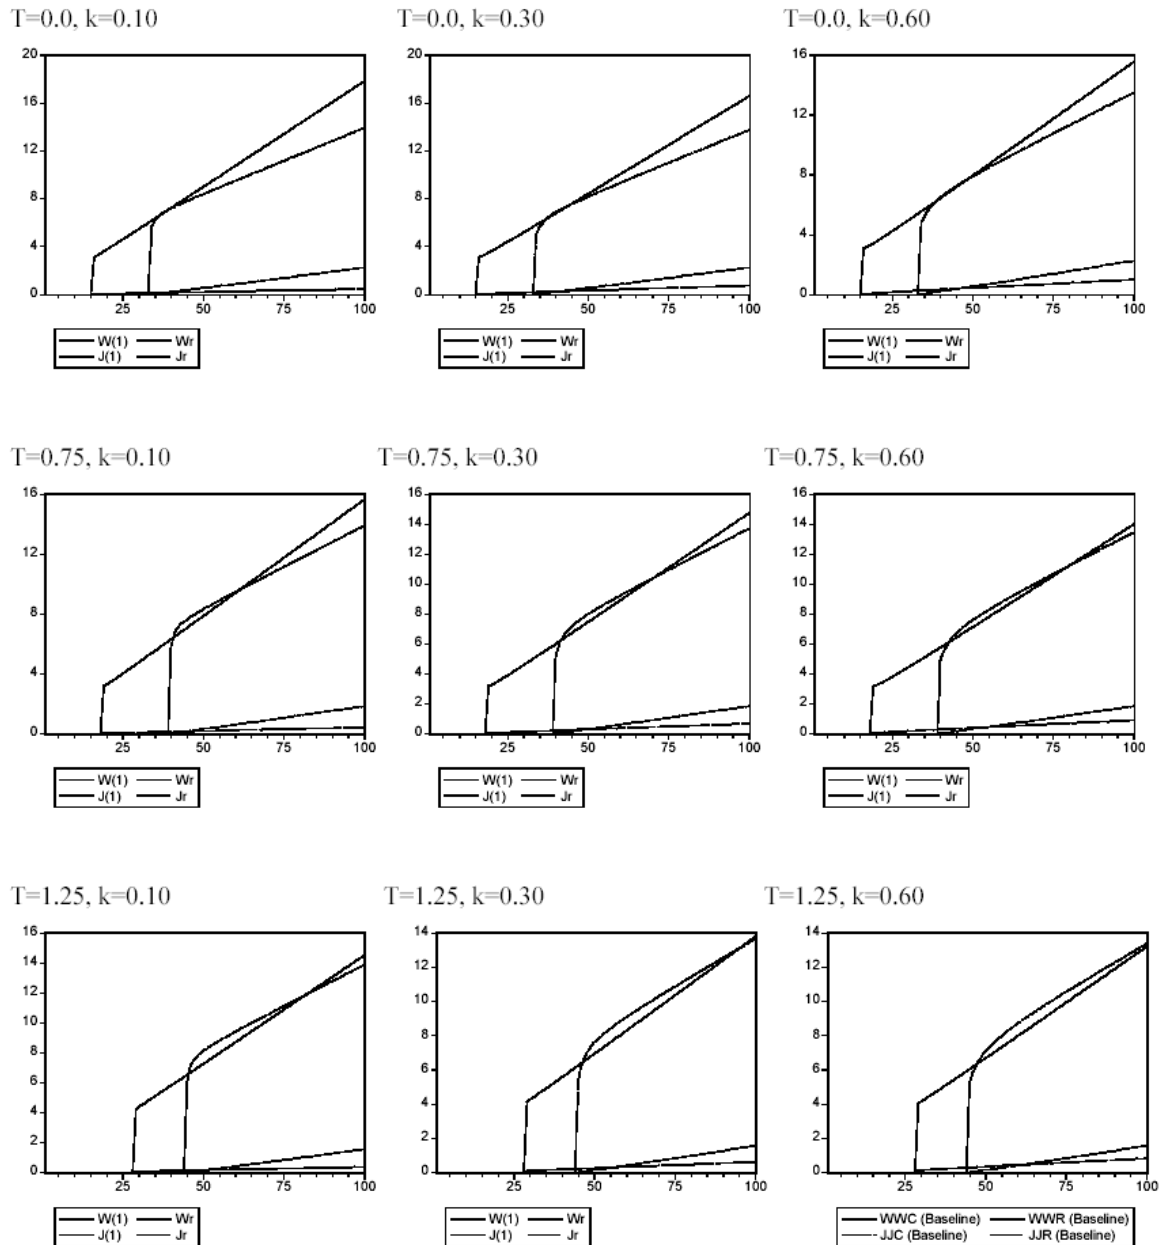 T=0.0, k=0.10
T=0.0, k=0.30
T=0.0, k=0.60
20
16
12
8
4
0
25 50 75 100
W(1) Wr
J(1) Jr
20
16
12
8
4
0
25 50 75 100
W(1) Wr
J(1) Jr
16
12
8
4
0
25 50 75 100
W(1) Wr
J(1) Jr
T=0.75, k=0.10
T=0.75, k=0.30
T=0.75, k=0.60
16
12
8
4
0
25 50 75 100
W(1) Wr
J(1) Jr
16
14
12
10
8
6
4
2
0
25 50 75 100
W(1) Wr
J(1) Jr
16
14
12
10
8
6
4
2
0
25 50 75 100
W(1) Wr
J(1) Jr
T=1.25, k=0.10
T=1.25, k=0.30
T=1.25, k=0.60
16
14
12
10
8
6
4
2
0
25 50 75 100
W(1) Wr
J(1) Jr
14
12
10
8
6
4
2
0
25 50 75 100
W(1) Wr
J(1) Jr
14
12
10
8
6
4
2
0
25 50 75 100
WWC (Baseline) WWR (Baseline)
JJC (Baseline) JJR (Baseline)